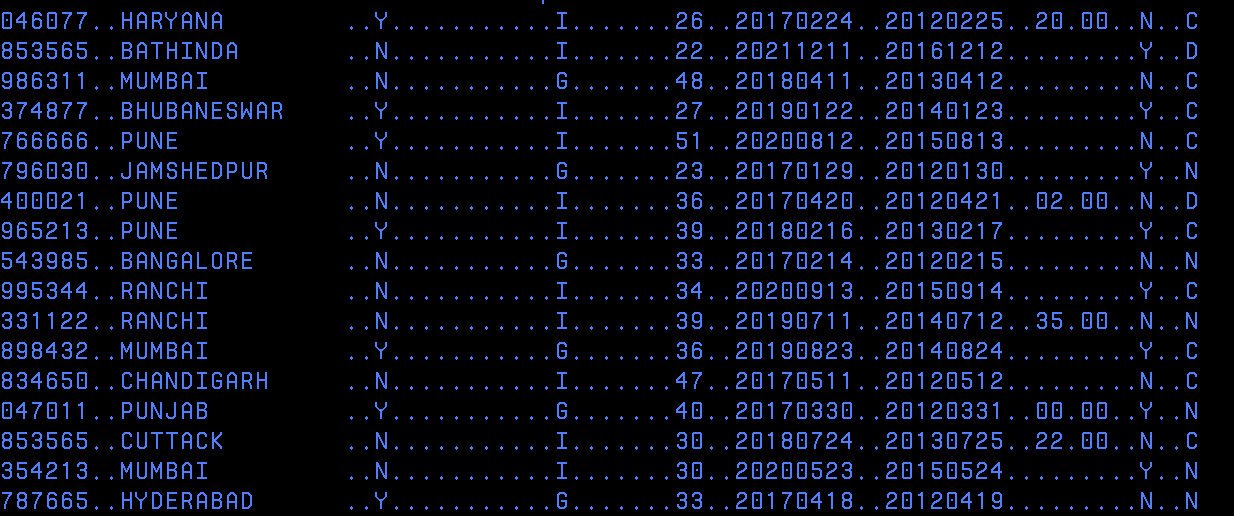 046077..HARYANA        ..Y...........I.......26..20170224..20120225..20.00..N..C
853565..BATHINDA       ..N...........I.......22..20211211..20161212.........Y..D
986311..MUMBAI         ..N...........G.......48..20180411..20130412.........N..C
374877..BHUBANESWAR    ..Y...........I.......27..20190122..20140123.........Y..C
766666..PUNE           ..Y...........I.......51..20200812..20150813.........N..C
796030..JAMSHEDPUR     ..N...........G.......23..20170129..20120130.........Y..N
400021..PUNE           ..N...........I.......36..20170420..20120421..02.00..N..D
965213..PUNE           ..Y...........I.......39..20180216..20130217.........Y..C
543985..BANGALORE      ..N...........G.......33..20170214..20120215.........N..N
995344..RANCHI         ..N...........I.......34..20200913..20150914.........Y..C
331122..RANCHI         ..N...........I.......39..20190711..20140712..35.00..N..N
898432..MUMBAI         ..Y...........G.......36..20190823..20140824.........Y..C
834650..CHANDIGARH     ..N...........I.......47..20170511..20120512.........N..C
047011..PUNJAB         ..Y...........G.......40..20170330..20120331..00.00..Y..N
853565..CUTTACK        ..N...........I.......30..20180724..20130725..22.00..N..C
354213..MUMBAI         ..N...........I.......30..20200523..20150524.........Y..N
787665..HYDERABAD      ..Y...........G.......33..20170418..20120419.........N..N